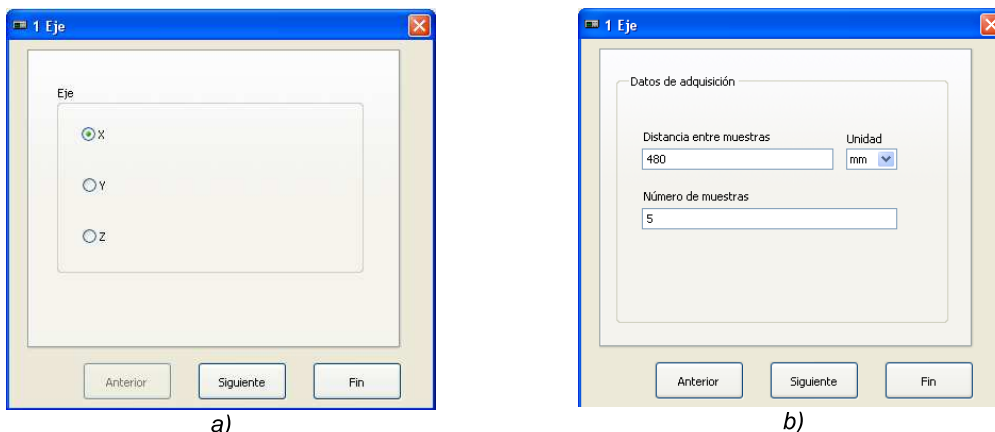 1 Eje
Eje
X
Y
Z
Anterior Siguiente Fin
a)
1 Eje
Datos de adquisición
Distancia entre muestras Unidad
480 mm
Número de muestras
5
Anterior Siguiente Fin
b)